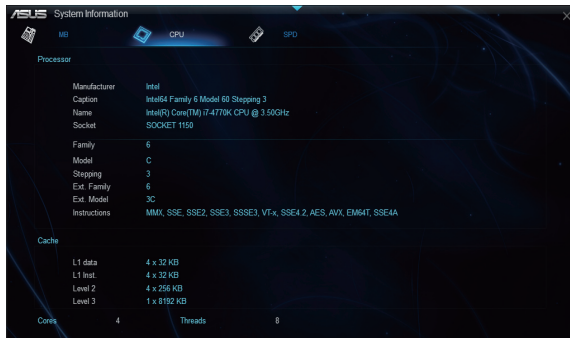 ASUS System Information
MB CPU SPD
Processor
Manufacturer Intel
Caption Intel64 Family 6 Model 60 Stepping 3
Name Intel(R) Core(TM) i7-4770K CPU @ 3.50GHz
Socket SOCKET 1150
Family 6
Model C
Stepping 3
Ext. Family 6
Ext. Model 3C
Instructions MMX, SSE, SSE2, SSE3, SSSE3, VT-x, SSE4.2, AES, AVX, EM64T, SSE4A
Cache
L1 data 4 x 32 KB
L1 Inst. 4 x 32 KB
Level 2 4 x 256 KB
Level 3 1 x 8192 KB
Cores 4 Threads 8